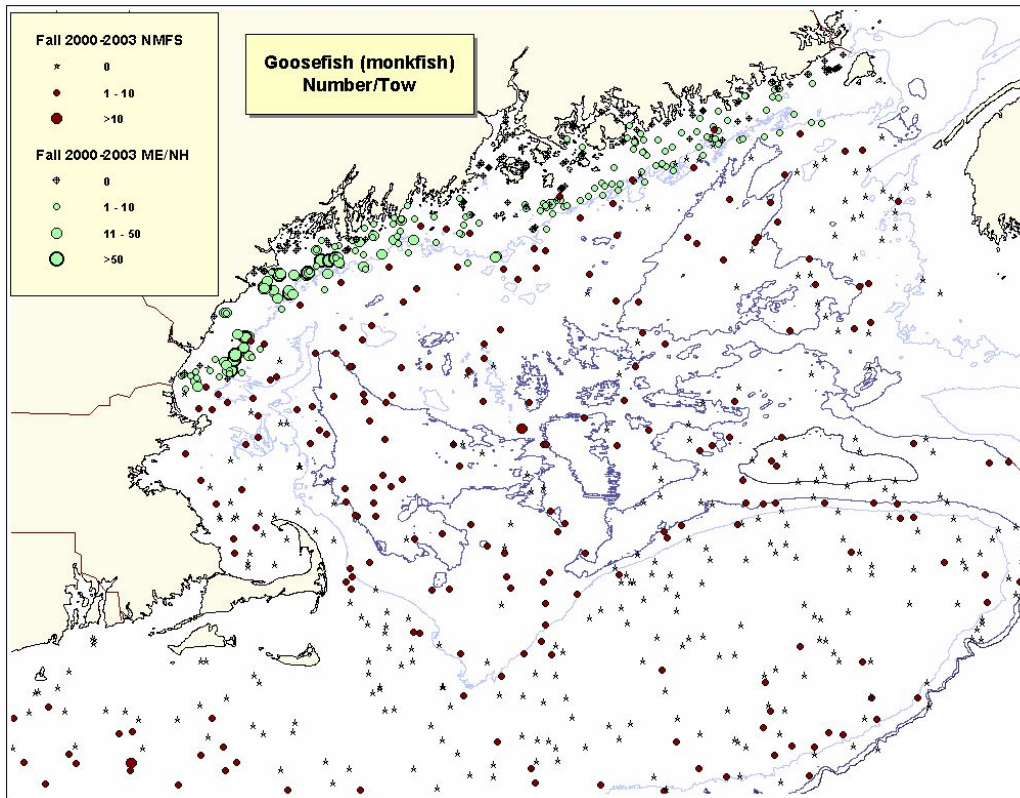 Fall 2000-2003 NMFS
0
1 - 10
>10
Fall 2000-2003 ME/NH
0
1 - 10
11 - 50
>50
Goosefish (monkfish)
Number/Tow